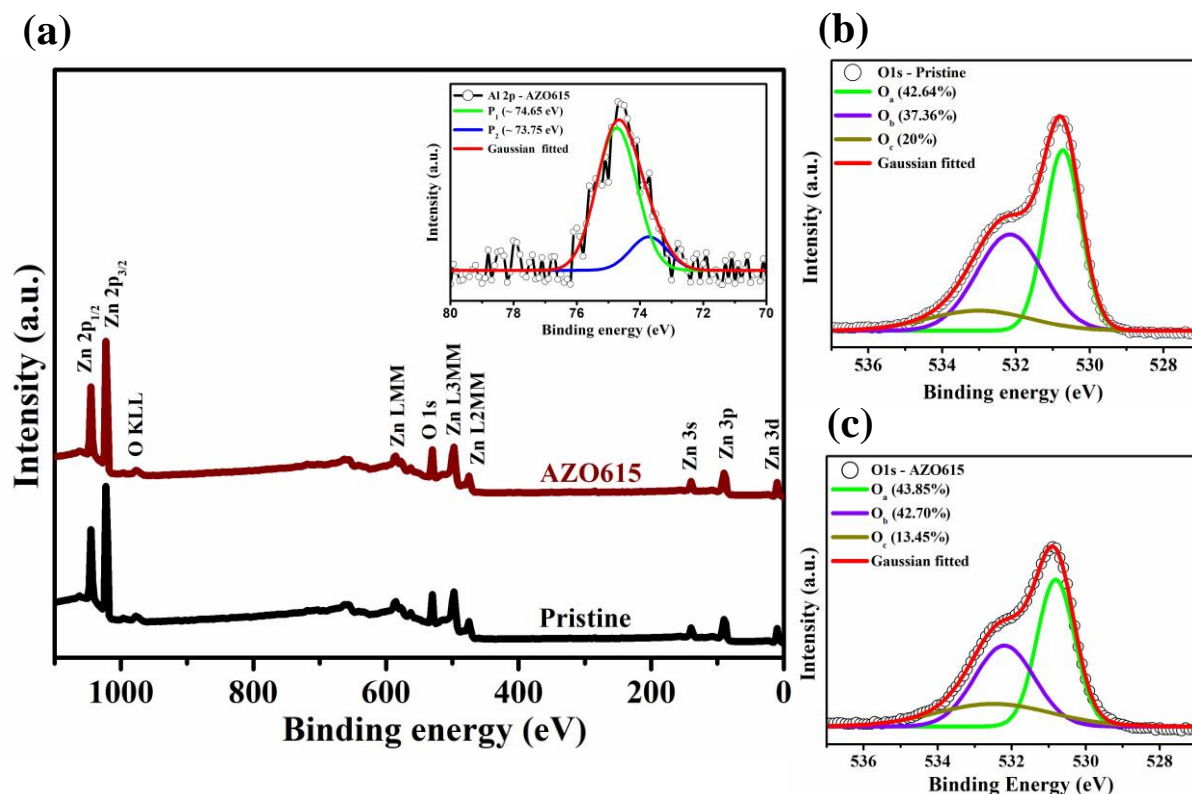 (a)
Intensity (a.u.)
Zn 2p1/2
Zn 2p3/2
O KLL
Zn LMM
O 1s
Zn L3MM
Zn L2MM
Zn 3s
Zn 3p
Zn 3d
AZO615
Pristine
1000 800 600 400 200 0
Binding energy (eV)
Intensity (a.u.)
Al 2p - AZO615
P1 (~ 74.65 eV)
P2 (~ 73.75 eV)
Gaussian fitted
80 78 76 74 72 70
Binding energy (eV)
(b)
Intensity (a.u.)
O1s - Pristine
Oa (42.64%)
Ob (37.36%)
Oc (20%)
Gaussian fitted
536 534 532 530 528
Binding energy (eV)
(c)
Intensity (a.u.)
O1s - AZO615
Oa (43.85%)
Ob (42.70%)
Oc (13.45%)
Gaussian fitted
536 534 532 530 528
Binding Energy (eV)